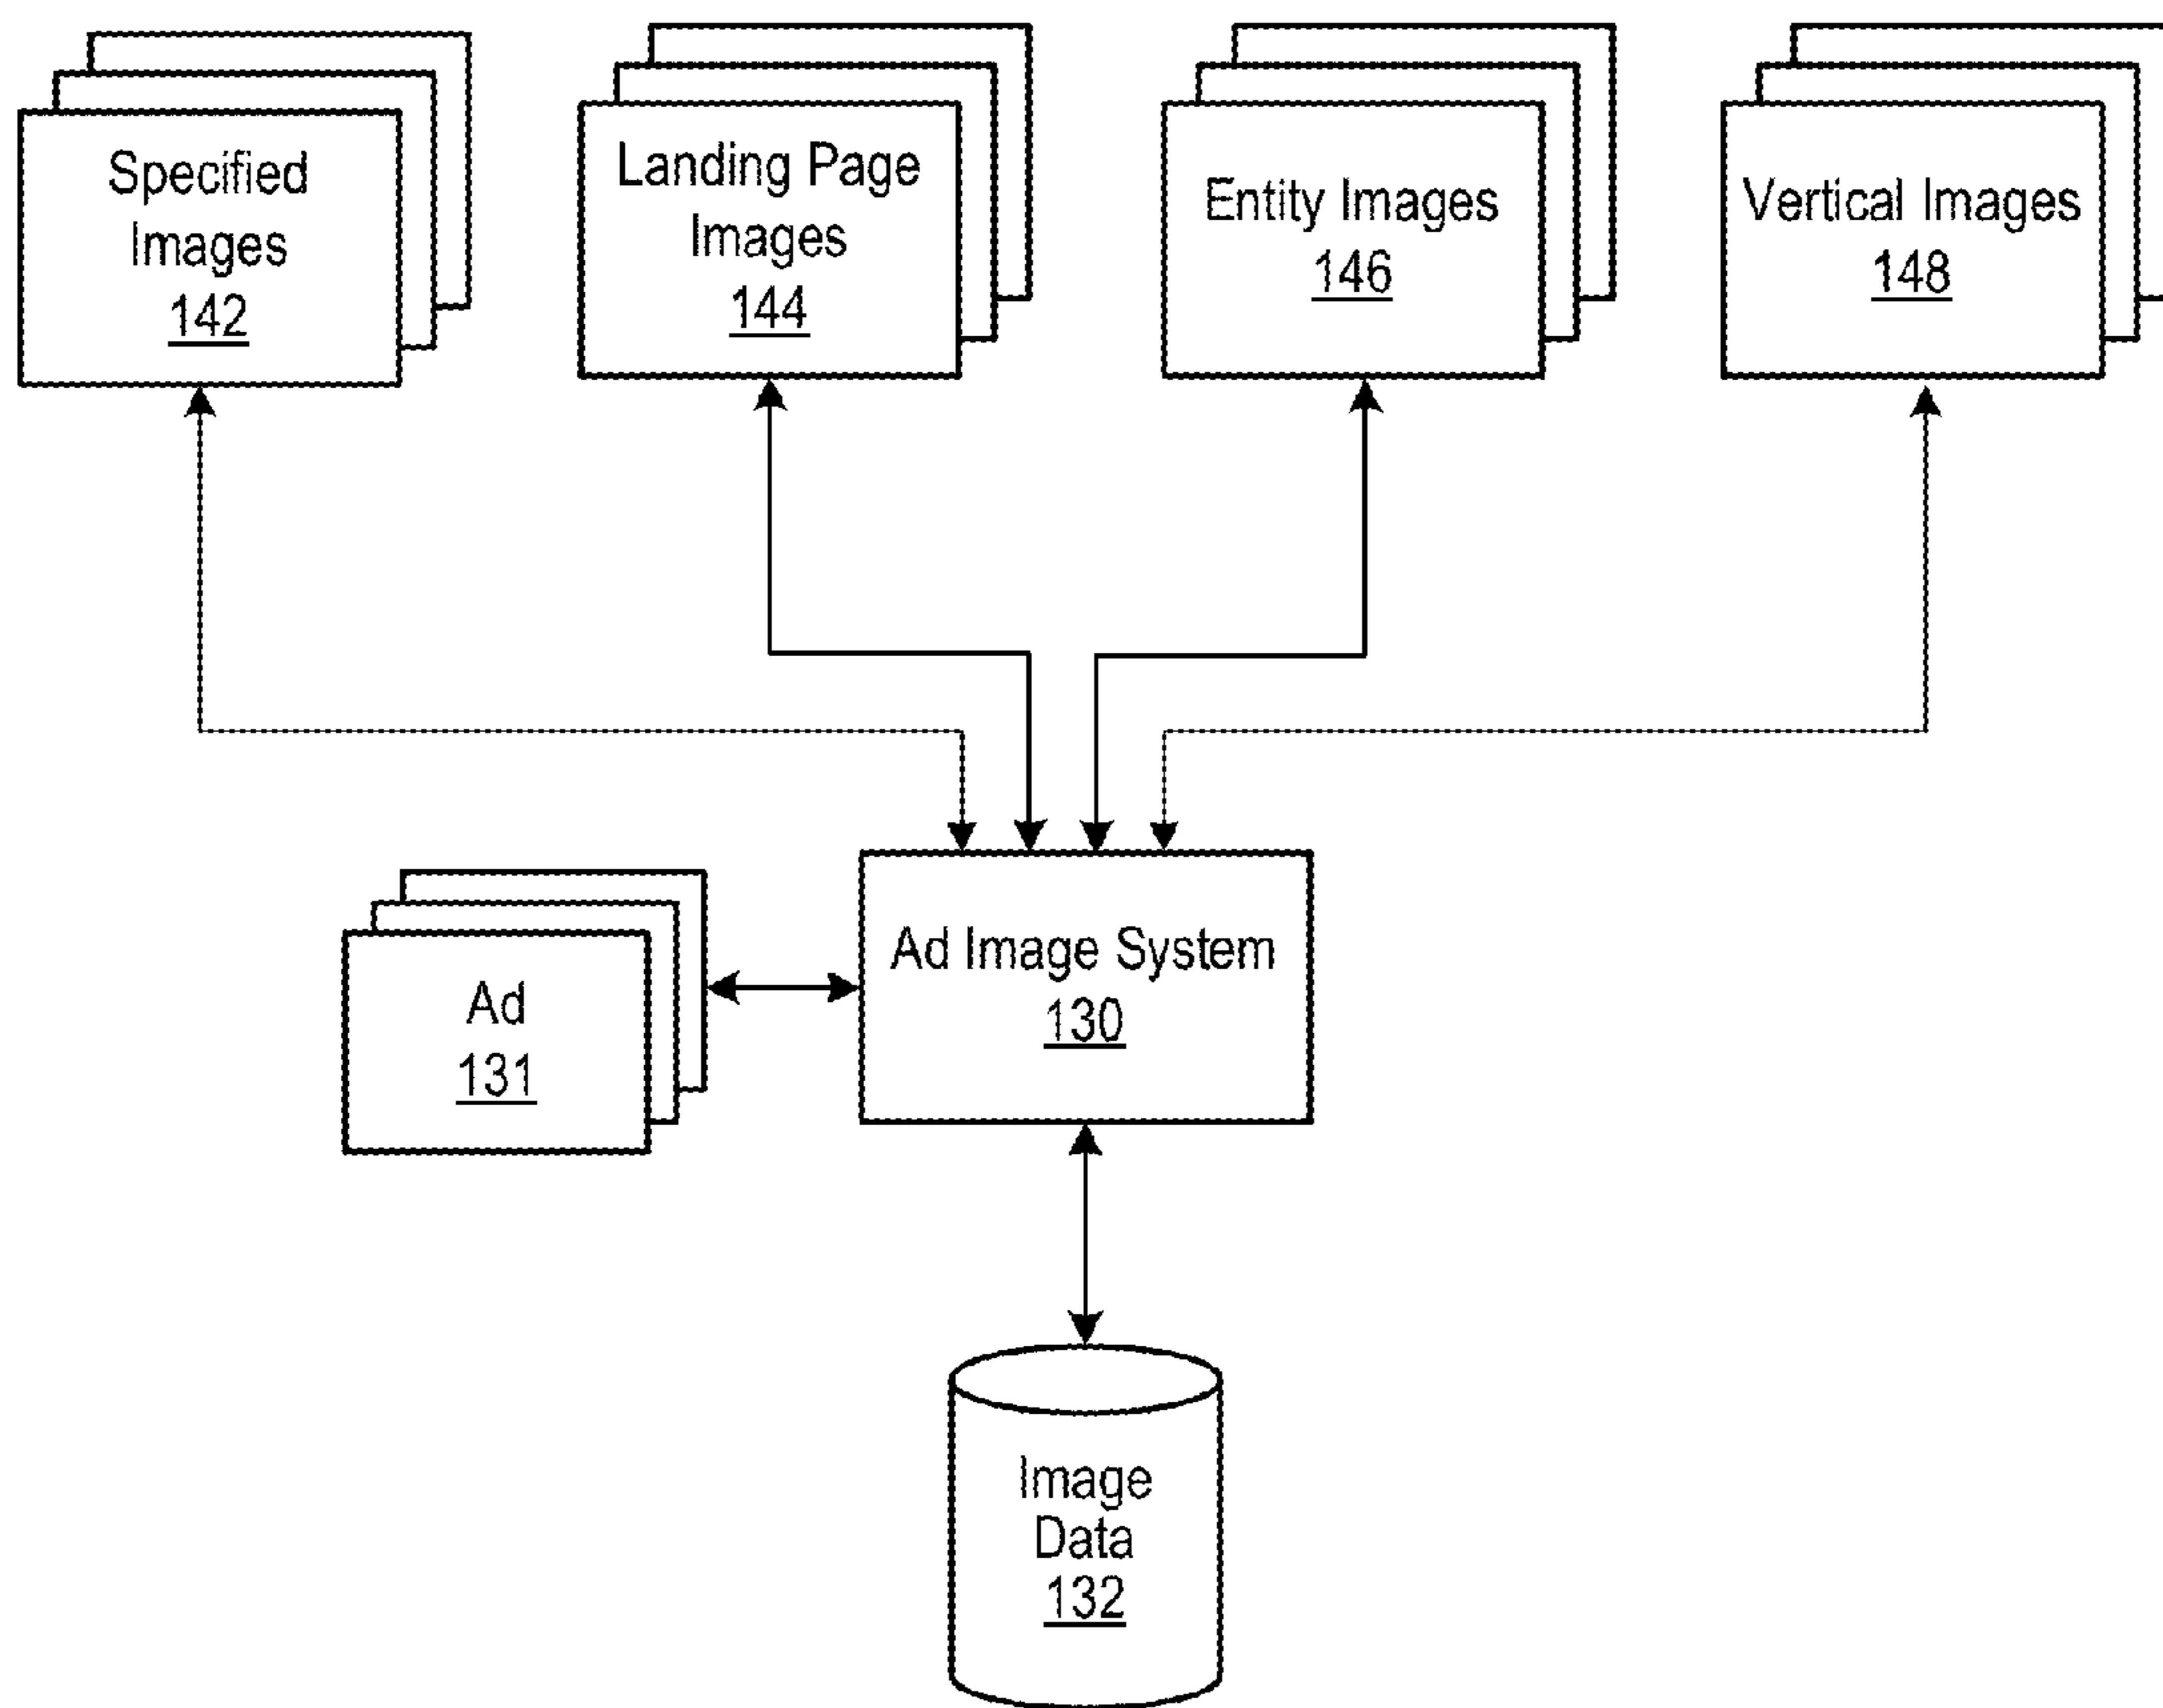 Specified
Images
142
Landing Page
Images
144
Entity Images
146
Vertical Images
148
Ad Image System
130
Ad
131
Image
Data
132